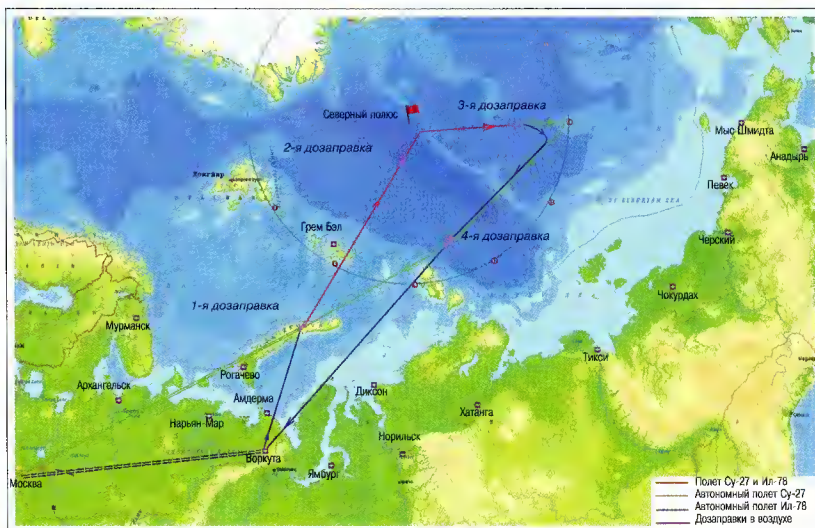 Северный полюс
3-я дозаправка
2-я дозаправка
Мыс Шмидта
Анадырь
Певек
Лонгйир
Грем Бэл
4-я дозаправка
Черский
Чокурдах
1-я дозаправка
Мурманск
Тикси
Рогачево
Архангельск
Амдерма
Диксон
Хатанга
Нарьян-Мар
Норильск
Воркута
Ямбург
Москва
Полет Су-27 и Ил-78
Автономный полет Су-27
Автономный полет Ил-78
Дозаправки в воздухе